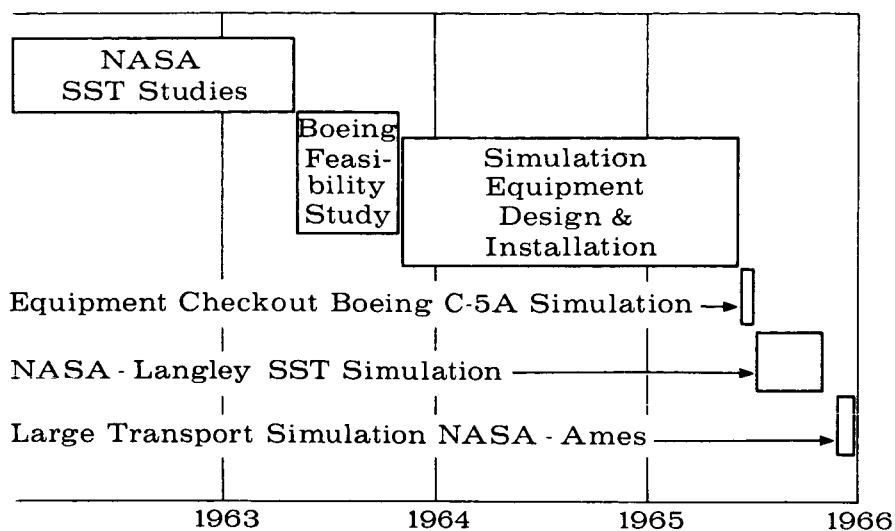 NASA
SST Studies
Boeing
Feasi-
bility
Study
Simulation
Equipment
Design &
Installation
Equipment Checkout Boeing C-5A Simulation
NASA - Langley SST Simulation
Large Transport Simulation NASA - Ames
1963 1964 1965 1966